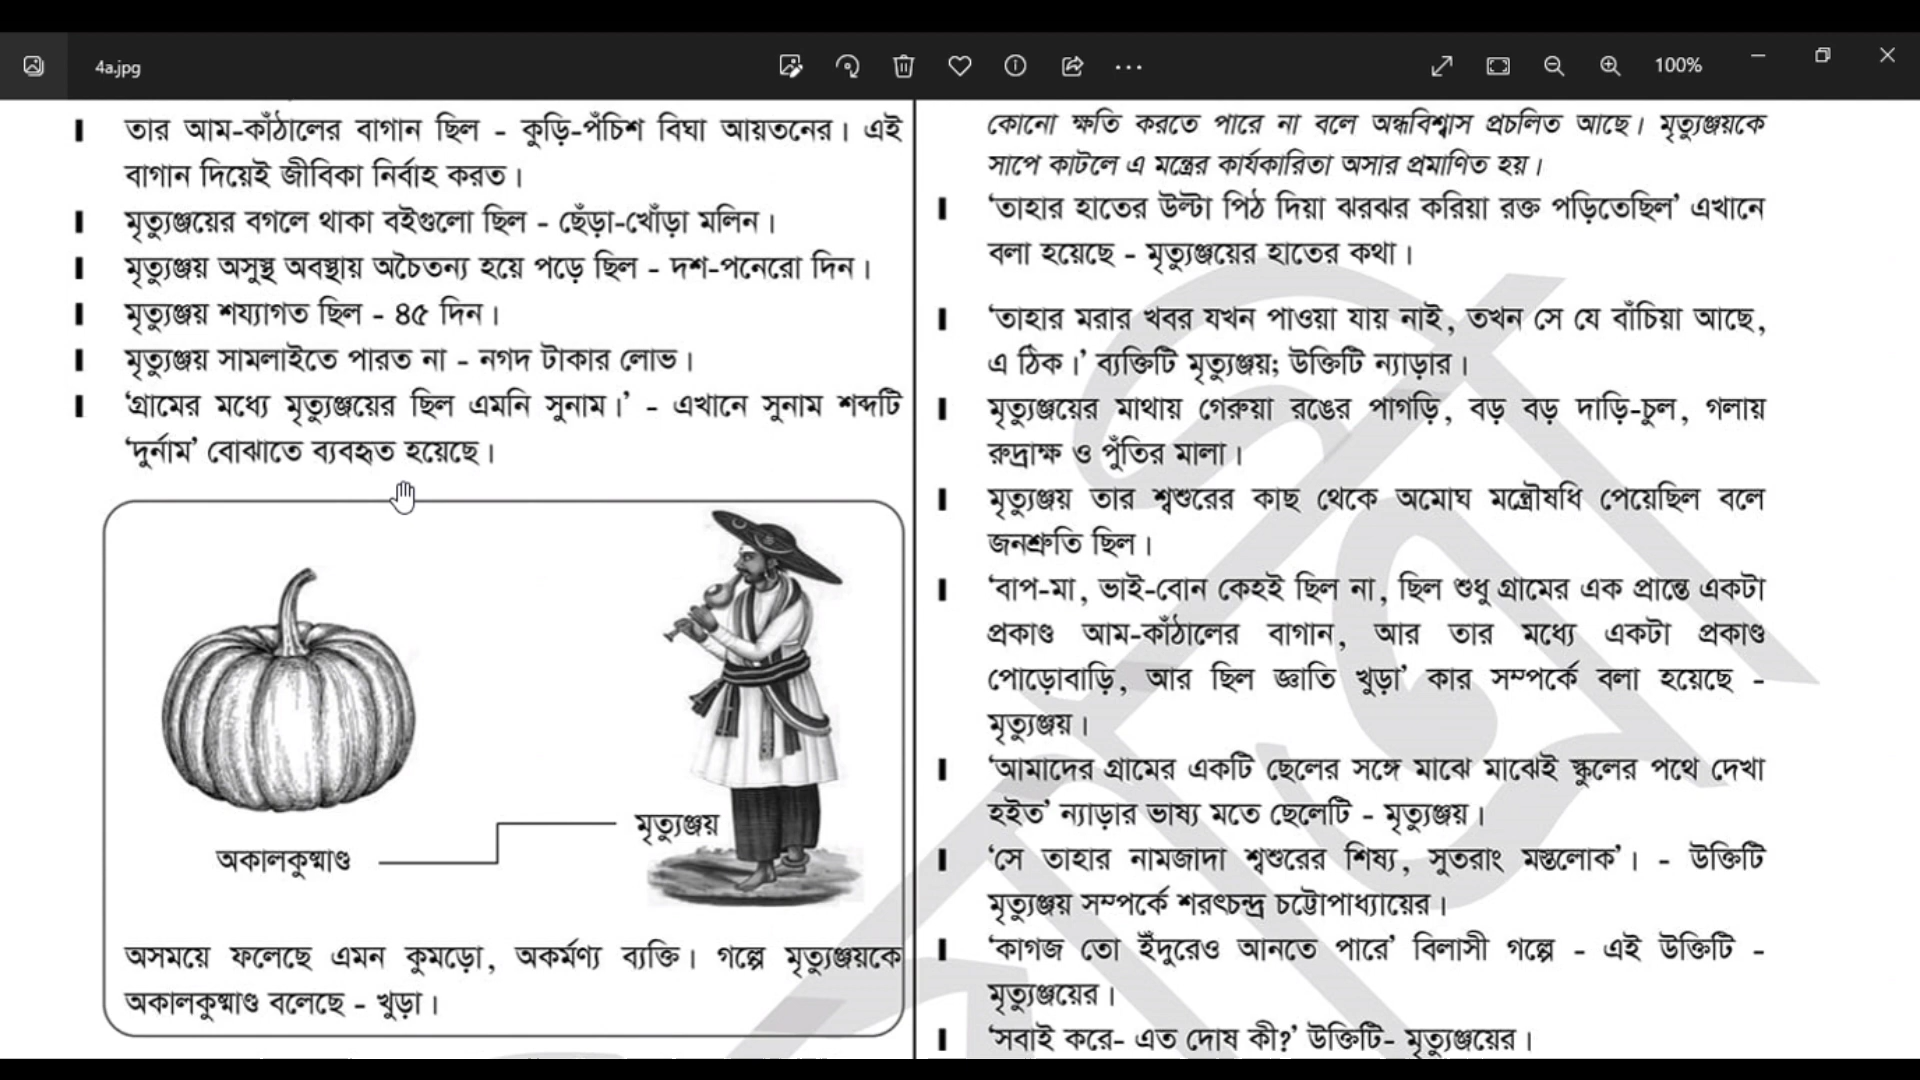 4a.jpg
100%
তার আম-কাঁঠালের বাগান ছিল - কুড়ি-পঁচিশ বিঘা আয়তনের। এই
বাগান দিয়েই জীবিকা নির্বাহ করত।
মৃত্যুঞ্জয়ের বগলে থাকা বইগুলো ছিল - ছেঁড়া-খোঁড়া মলিন।
মৃত্যুঞ্জয় অসুস্থ অবস্থায় অচৈতন্য হয়ে পড়ে ছিল - দশ-পনেরো দিন।
মৃত্যুঞ্জয় শয্যাগত ছিল - ৪৫ দিন।
মৃত্যুঞ্জয় সামলাইতে পারত না - নগদ টাকার লোভ।
‘গ্রামের মধ্যে মৃত্যুঞ্জয়ের ছিল এমনি সুনাম।’ - এখানে সুনাম শব্দটি
‘দুর্নাম’ বোঝাতে ব্যবহৃত হয়েছে।
মৃত্যুঞ্জয়
অকালকুষ্মাণ্ড
অসময়ে ফলেছে এমন কুমড়ো, অকর্মণ্য ব্যক্তি। গল্পে মৃত্যুঞ্জয়কে
অকালকুষ্মাণ্ড বলেছে - খুড়া।
কোনো ক্ষতি করতে পারে না বলে অন্ধবিশ্বাস প্রচলিত আছে। মৃত্যুঞ্জয়কে
সাপে কাটলে এ মন্ত্রের কার্যকারিতা অসার প্রমাণিত হয়।
‘তাহার হাতের উল্টা পিঠ দিয়া ঝরঝর করিয়া রক্ত পড়িতেছিল’ এখানে
বলা হয়েছে - মৃত্যুঞ্জয়ের হাতের কথা।
‘তাহার মরার খবর যখন পাওয়া যায় নাই, তখন সে যে বাঁচিয়া আছে,
এ ঠিক।’ ব্যক্তিটি মৃত্যুঞ্জয়; উক্তিটি ন্যাড়ার।
মৃত্যুঞ্জয়ের মাথায় গেরুয়া রঙের পাগড়ি, বড় বড় দাড়ি-চুল, গলায়
রুদ্রাক্ষ ও পুঁতির মালা।
মৃত্যুঞ্জয় তার শ্বশুরের কাছ থেকে অমোঘ মন্ত্রৌষধি পেয়েছিল বলে
জনশ্রুতি ছিল।
‘বাপ-মা, ভাই-বোন কেহই ছিল না, ছিল শুধু গ্রামের এক প্রান্তে একটা
প্রকাণ্ড আম-কাঁঠালের বাগান, আর তার মধ্যে একটা প্রকাণ্ড
পোড়োবাড়ি, আর ছিল জ্ঞাতি খুড়া’ কার সম্পর্কে বলা হয়েছে -
মৃত্যুঞ্জয়।
‘আমাদের গ্রামের একটি ছেলের সঙ্গে মাঝে মাঝেই স্কুলের পথে দেখা
হইত’ ন্যাড়ার ভাষ্য মতে ছেলেটি - মৃত্যুঞ্জয়।
‘সে তাহার নামজাদা শ্বশুরের শিষ্য, সুতরাং মস্তলোক’। - উক্তিটি
মৃত্যুঞ্জয় সম্পর্কে শরৎচন্দ্র চট্টোপাধ্যায়ের।
‘কাগজ তো ইঁদুরেও আনতে পারে’ বিলাসী গল্পে - এই উক্তিটি -
মৃত্যুঞ্জয়ের।
‘সবাই করে- এত দোষ কী?’ উক্তিটি- মৃত্যুঞ্জয়ের।